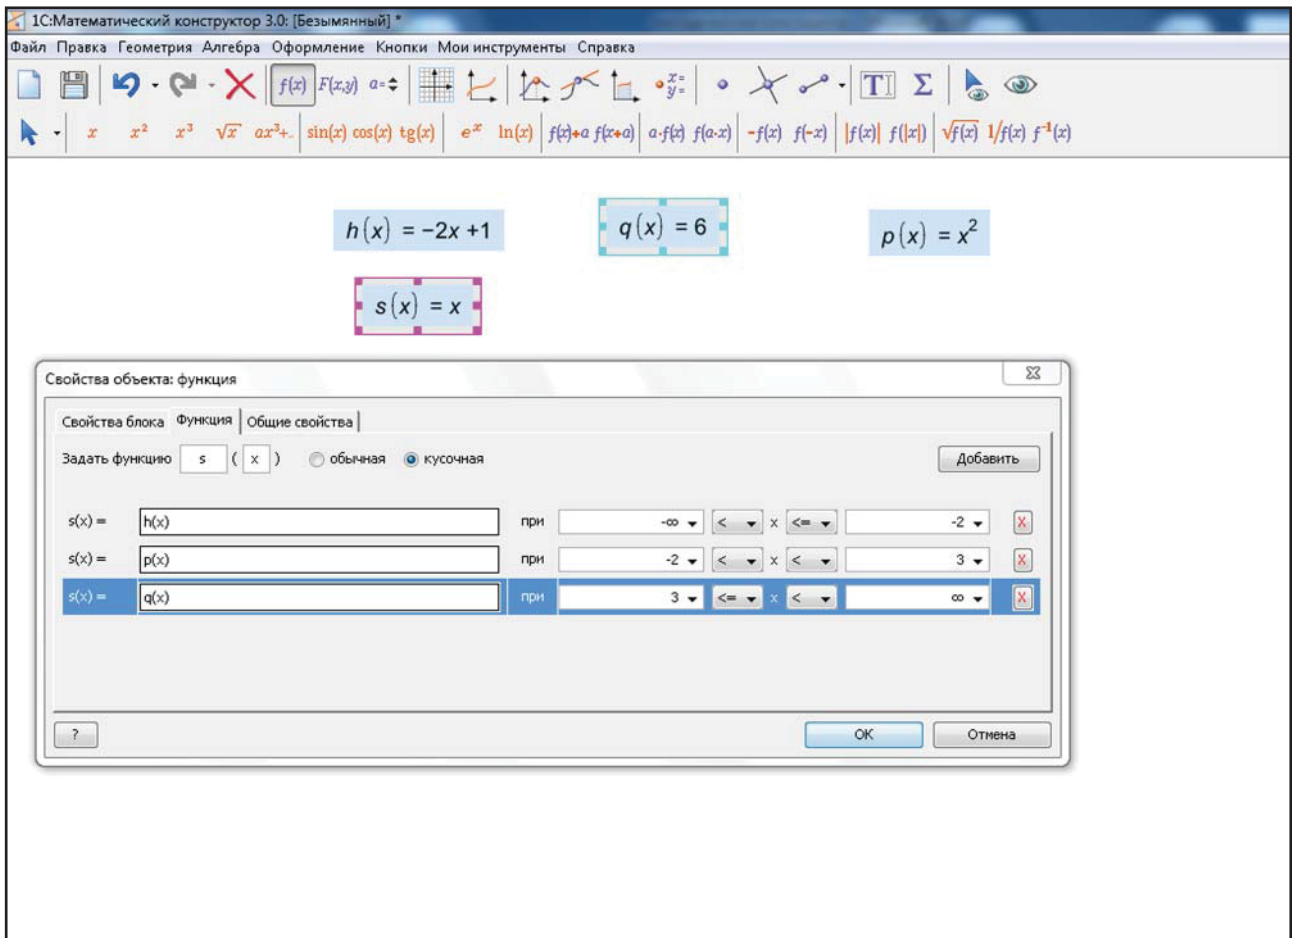 1С:Математический конструктор 3.0: [Безымянный] *
Файл Правка Геометрия Алгебра Оформление Кнопки Мои инструменты Справка
f(x) F(x,y) a= x= y= T Σ
x x² x³ √x ax³+.. sin(x) cos(x) tg(x) eˣ ln(x) f(x)+a f(x+a) a·f(x) f(a·x) -f(x) f(-x) |f(x)| f(|x|) √f(x) 1/f(x) f⁻¹(x)
h(x) = −2x +1 q(x) = 6 p(x) = x²
s(x) = x
Свойства объекта: функция
Свойства блока Функция Общие свойства
Задать функцию s ( x ) обычная кусочная Добавить
s(x) = h(x) при -∞ < x <= -2 X
s(x) = p(x) при -2 < x < 3 X
s(x) = q(x) при 3 <= x < ∞ X
? OK Отмена